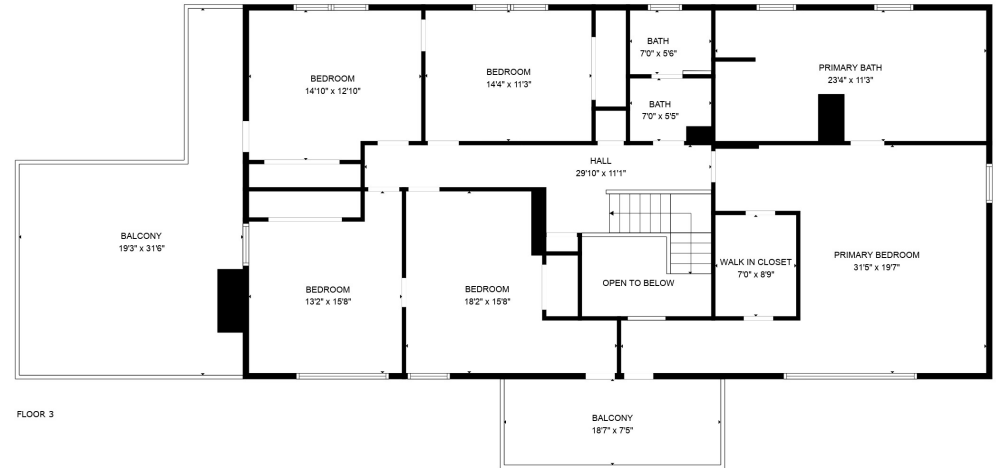 BEDROOM
14'10" x 12'10"
BEDROOM
14'4" x 11'3"
BATH
7'0" x 5'6"
BATH
7'0" x 5'5"
PRIMARY BATH
23'4" x 11'3"
HALL
29'10" x 11'1"
BALCONY
19'3" x 31'6"
BEDROOM
13'2" x 15'8"
BEDROOM
18'2" x 15'8"
OPEN TO BELOW
WALK IN CLOSET
7'0" x 8'9"
PRIMARY BEDROOM
31'5" x 19'7"
FLOOR 3
BALCONY
18'7" x 7'5"